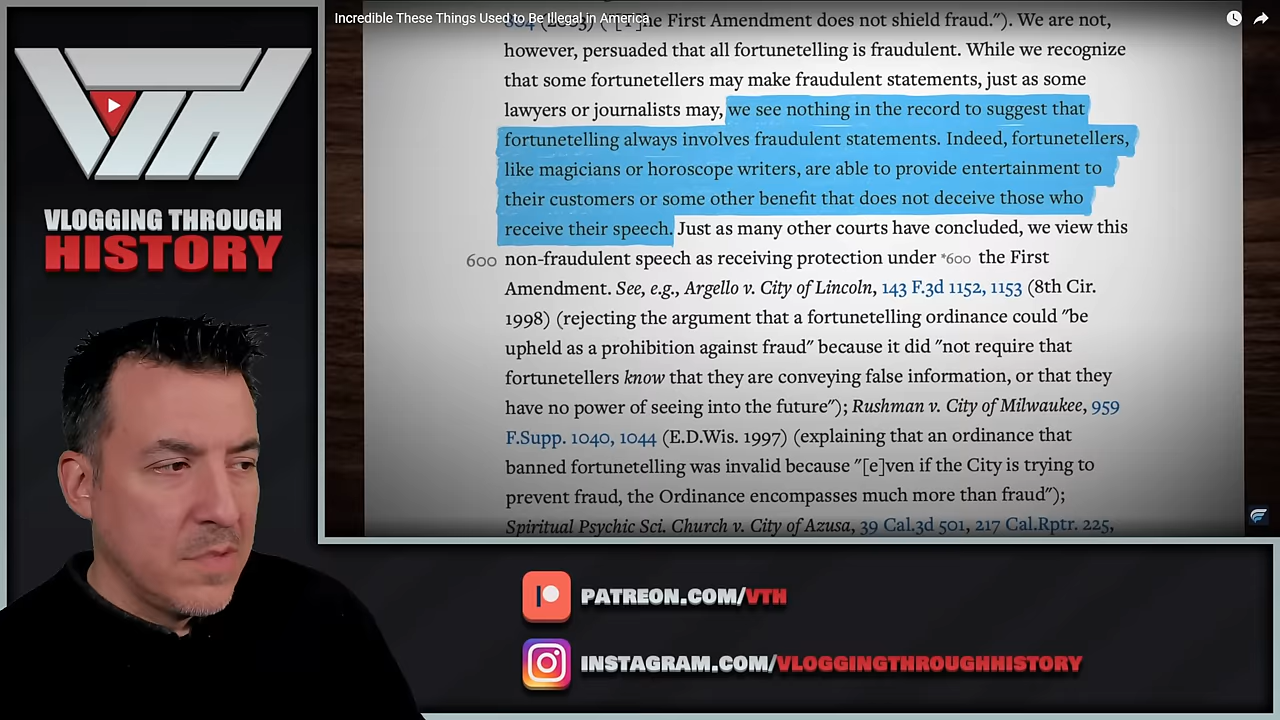 Incredible These Things Used to Be Illegal in America
(2003) ("[T]he First Amendment does not shield fraud."). We are not,
however, persuaded that all fortunetelling is fraudulent. While we recognize
that some fortunetellers may make fraudulent statements, just as some
lawyers or journalists may, we see nothing in the record to suggest that
fortunetelling always involves fraudulent statements. Indeed, fortunetellers,
like magicians or horoscope writers, are able to provide entertainment to
their customers or some other benefit that does not deceive those who
receive their speech. Just as many other courts have concluded, we view this
600 non-fraudulent speech as receiving protection under *600 the First
Amendment. See, e.g., Argello v. City of Lincoln, 143 F.3d 1152, 1153 (8th Cir.
1998) (rejecting the argument that a fortunetelling ordinance could "be
upheld as a prohibition against fraud" because it did "not require that
fortunetellers know that they are conveying false information, or that they
have no power of seeing into the future"); Rushman v. City of Milwaukee, 959
F.Supp. 1040, 1044 (E.D.Wis. 1997) (explaining that an ordinance that
banned fortunetelling was invalid because "[e]ven if the City is trying to
prevent fraud, the Ordinance encompasses much more than fraud");
Spiritual Psychic Sci. Church v. City of Azusa, 39 Cal.3d 501, 217 Cal.Rptr. 225,
VTH
VLOGGING THROUGH
HISTORY
PATREON.COM/VTH
INSTAGRAM.COM/VLOGGINGTHROUGHHISTORY